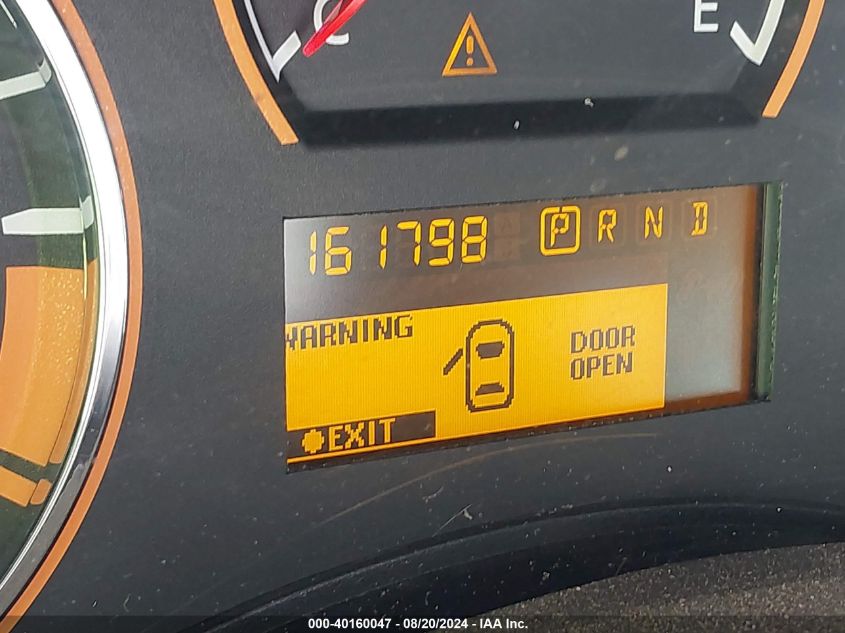 C E
161798 P R N D
WARNING
DOOR
OPEN
EXIT
000-40160047 - 08/20/2024 - IAA Inc.